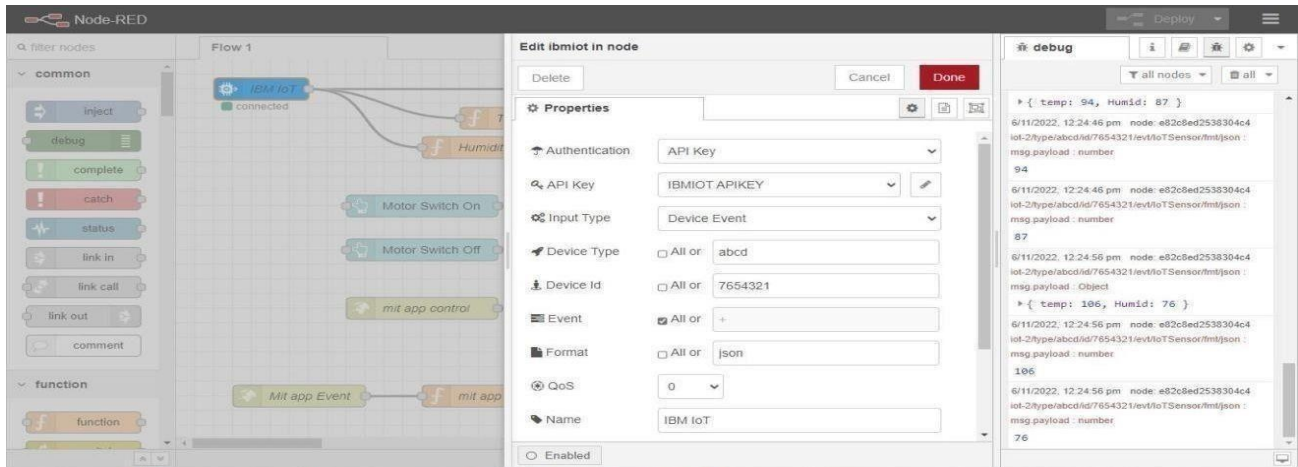 Node-RED
Deploy
filter nodes
common
inject
debug
complete
catch
status
link in
link call
link out
comment
function
function
Flow 1
IBM IoT
connected
Humidit
Motor Switch On
Motor Switch Off
mit app control
Mit app Event
mit app
Edit ibmiot in node
Delete
Cancel
Done
Properties
Authentication
API Key
API Key
IBMIOT APIKEY
Input Type
Device Event
Device Type
All or
abcd
Device Id
All or
7654321
Event
All or
+
Format
All or
json
QoS
0
Name
IBM IoT
Enabled
debug
all nodes
all
{ temp: 94, Humid: 87 }
6/11/2022, 12:24:46 pm node: e82c8ed2538304c4
iot-2/type/abcd/id/7654321/evt/IoTSensor/fmt/json :
msg.payload : number
94
6/11/2022, 12:24:46 pm node: e82c8ed2538304c4
iot-2/type/abcd/id/7654321/evt/IoTSensor/fmt/json :
msg.payload : number
87
6/11/2022, 12:24:56 pm node: e82c8ed2538304c4
iot-2/type/abcd/id/7654321/evt/IoTSensor/fmt/json :
msg.payload : Object
{ temp: 106, Humid: 76 }
6/11/2022, 12:24:56 pm node: e82c8ed2538304c4
iot-2/type/abcd/id/7654321/evt/IoTSensor/fmt/json :
msg.payload : number
106
6/11/2022, 12:24:56 pm node: e82c8ed2538304c4
iot-2/type/abcd/id/7654321/evt/IoTSensor/fmt/json :
msg.payload : number
76